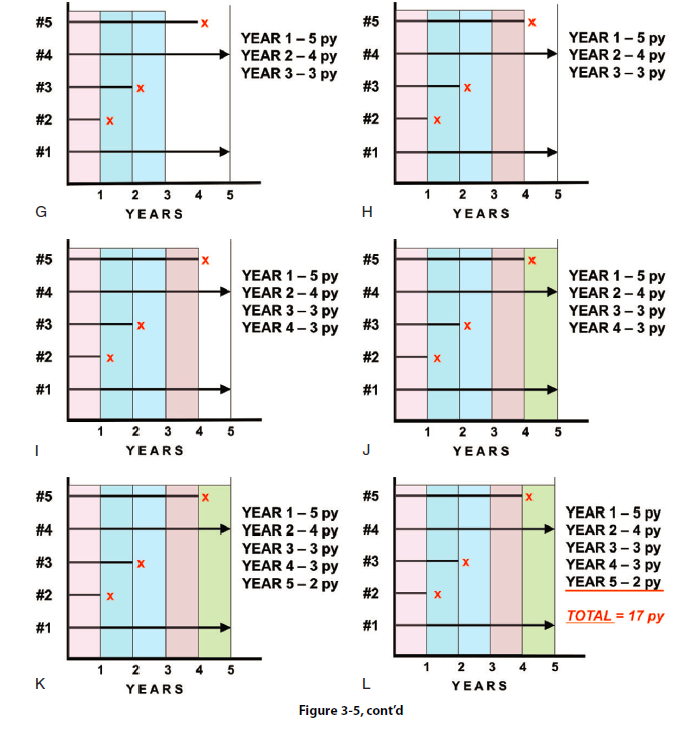 #5
x
YEAR 1 – 5 py
#4
YEAR 2 – 4 py
YEAR 3 – 3 py
#3
x
#2
x
#1
1 2 3 4 5
G
YEARS
#5
x
YEAR 1 – 5 py
#4
YEAR 2 – 4 py
YEAR 3 – 3 py
#3
x
#2
x
#1
1 2 3 4 5
H
YEARS
#5
x
YEAR 1 – 5 py
#4
YEAR 2 – 4 py
YEAR 3 – 3 py
#3
x
YEAR 4 – 3 py
#2
x
#1
1 2 3 4 5
I
YEARS
#5
x
YEAR 1 – 5 py
#4
YEAR 2 – 4 py
YEAR 3 – 3 py
#3
x
YEAR 4 – 3 py
#2
x
#1
1 2 3 4 5
J
YEARS
#5
x
YEAR 1 – 5 py
#4
YEAR 2 – 4 py
YEAR 3 – 3 py
#3
x
YEAR 4 – 3 py
YEAR 5 – 2 py
#2
x
#1
1 2 3 4 5
K
YEARS
#5
x
YEAR 1 – 5 py
#4
YEAR 2 – 4 py
YEAR 3 – 3 py
#3
x
YEAR 4 – 3 py
YEAR 5 – 2 py
#2
x
TOTAL = 17 py
#1
1 2 3 4 5
L
YEARS
Figure 3-5, cont'd